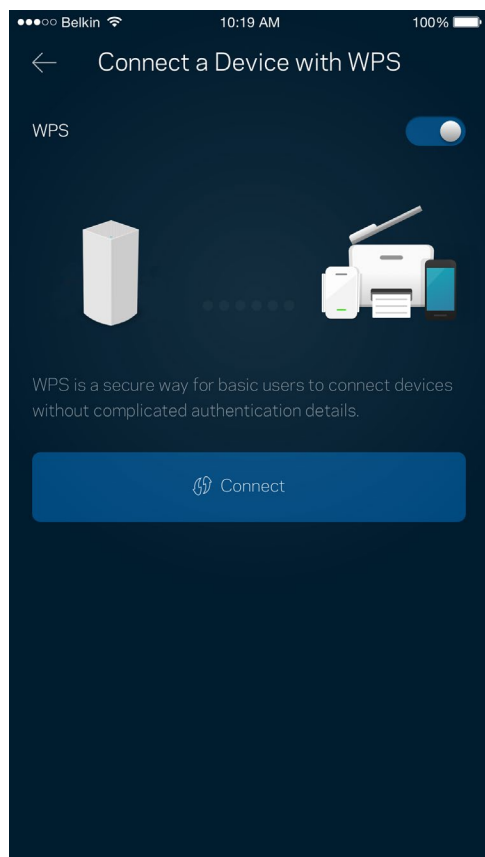 Belkin 10:19 AM 100%
Connect a Device with WPS
WPS
WPS is a secure way for basic users to connect devices
without complicated authentication details.
Connect